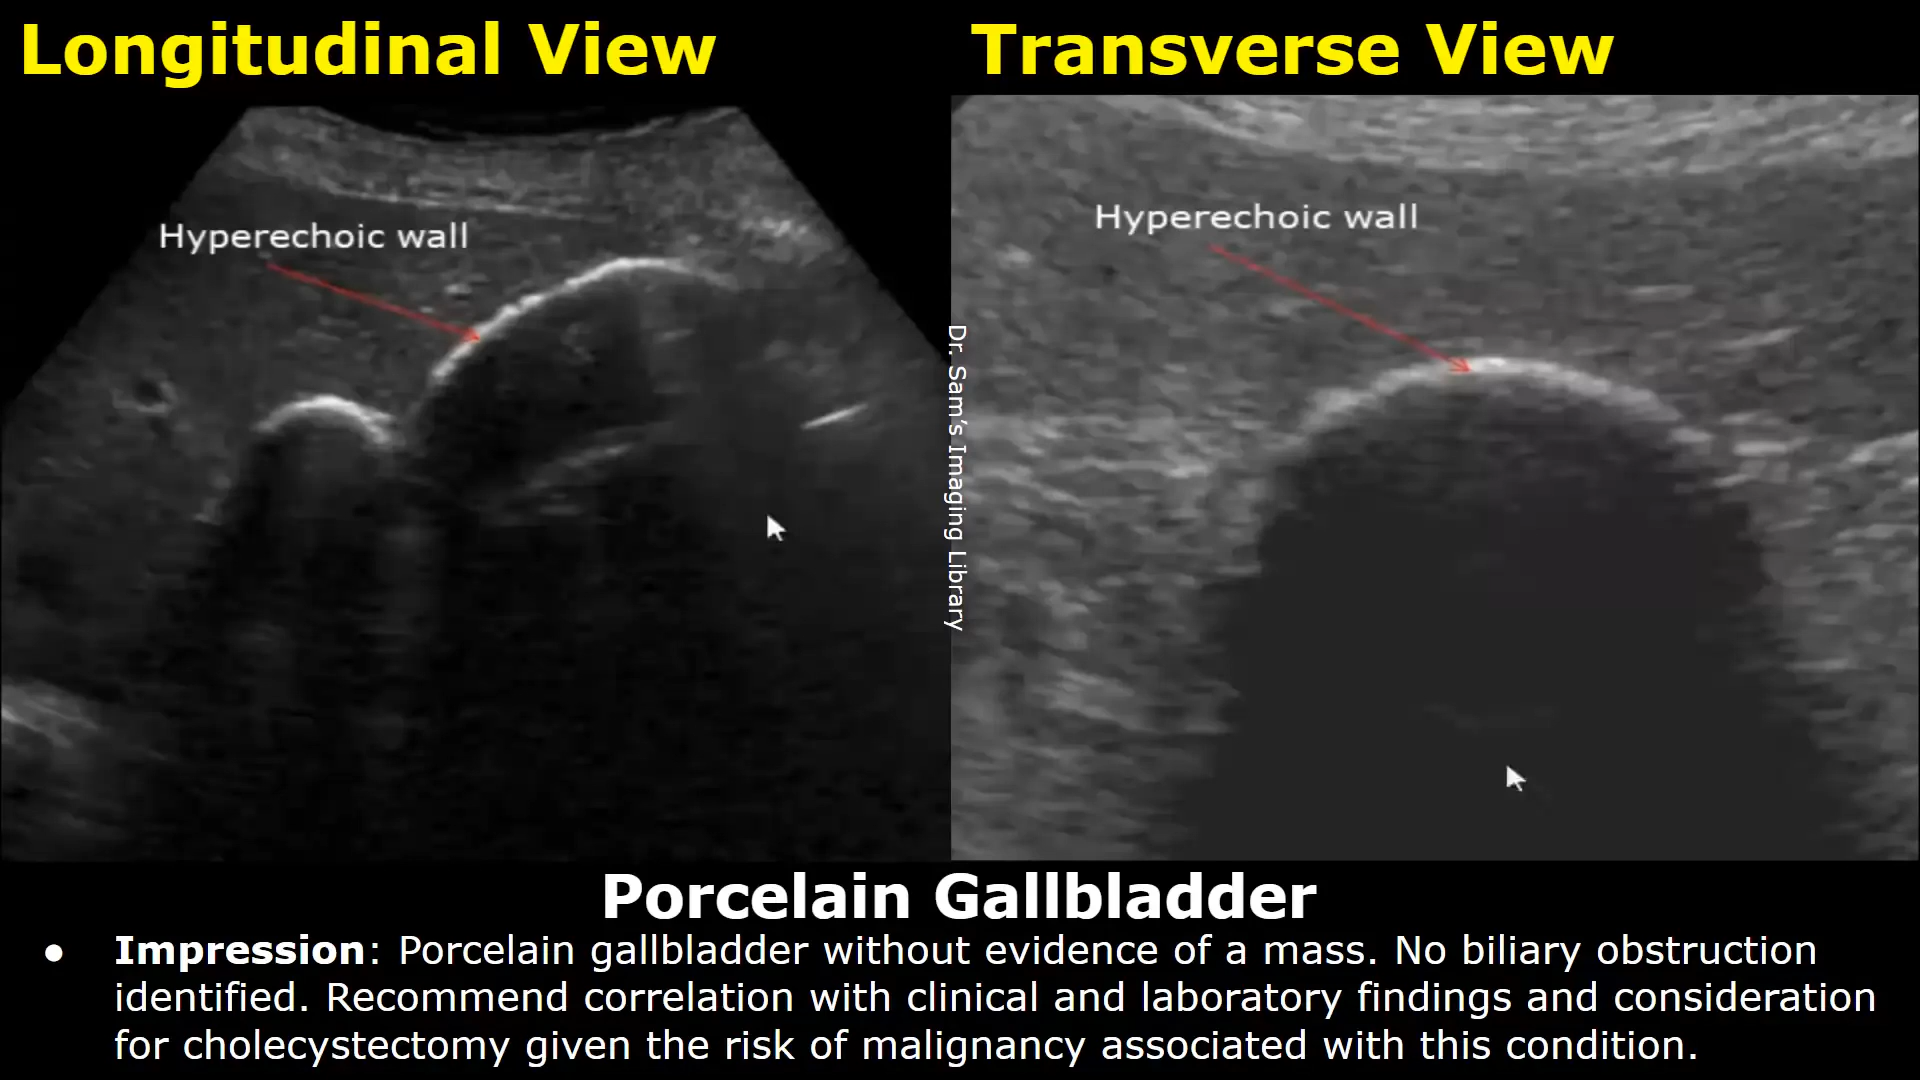 Longitudinal View
Transverse View
Hyperechoic wall
Hyperechoic wall
Dr. Sam's Imaging Library
Porcelain Gallbladder
● Impression: Porcelain gallbladder without evidence of a mass. No biliary obstruction
identified. Recommend correlation with clinical and laboratory findings and consideration
for cholecystectomy given the risk of malignancy associated with this condition.